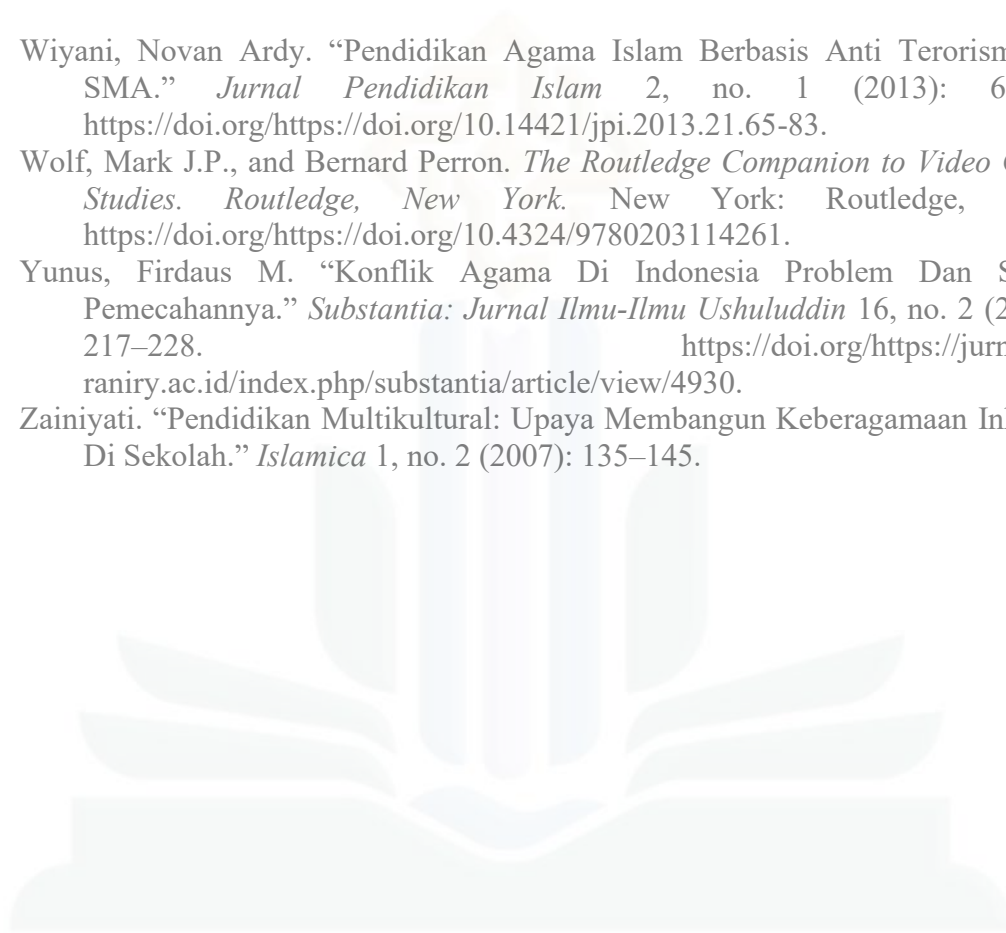 Wiyani, Novan Ardy. “Pendidikan Agama Islam Berbasis Anti
SMA.” Jurnal Pendidikan Islam 2, no. 1 (2013):
https://doi.org/https://doi.org/10.14421/jpi.2013.21.65-83.
Wolf, Mark J.P., and Bernard Perron. The Routledge Companion to Video
Studies. Routledge, New York. New York: Routledge,
https://doi.org/https://doi.org/10.4324/9780203114261.
Yunus, Firdaus M. “Konflik Agama Di Indonesia Problem Dan
Pemecahannya.” Substantia: Jurnal Ilmu-Ilmu Ushuluddin 16, no. 2
217–228. https://doi.org/https://jurn
raniry.ac.id/index.php/substantia/article/view/4930.
Zainiyati. “Pendidikan Multikultural: Upaya Membangun Keberagamaan
Di Sekolah.” Islamica 1, no. 2 (2007): 135–145.